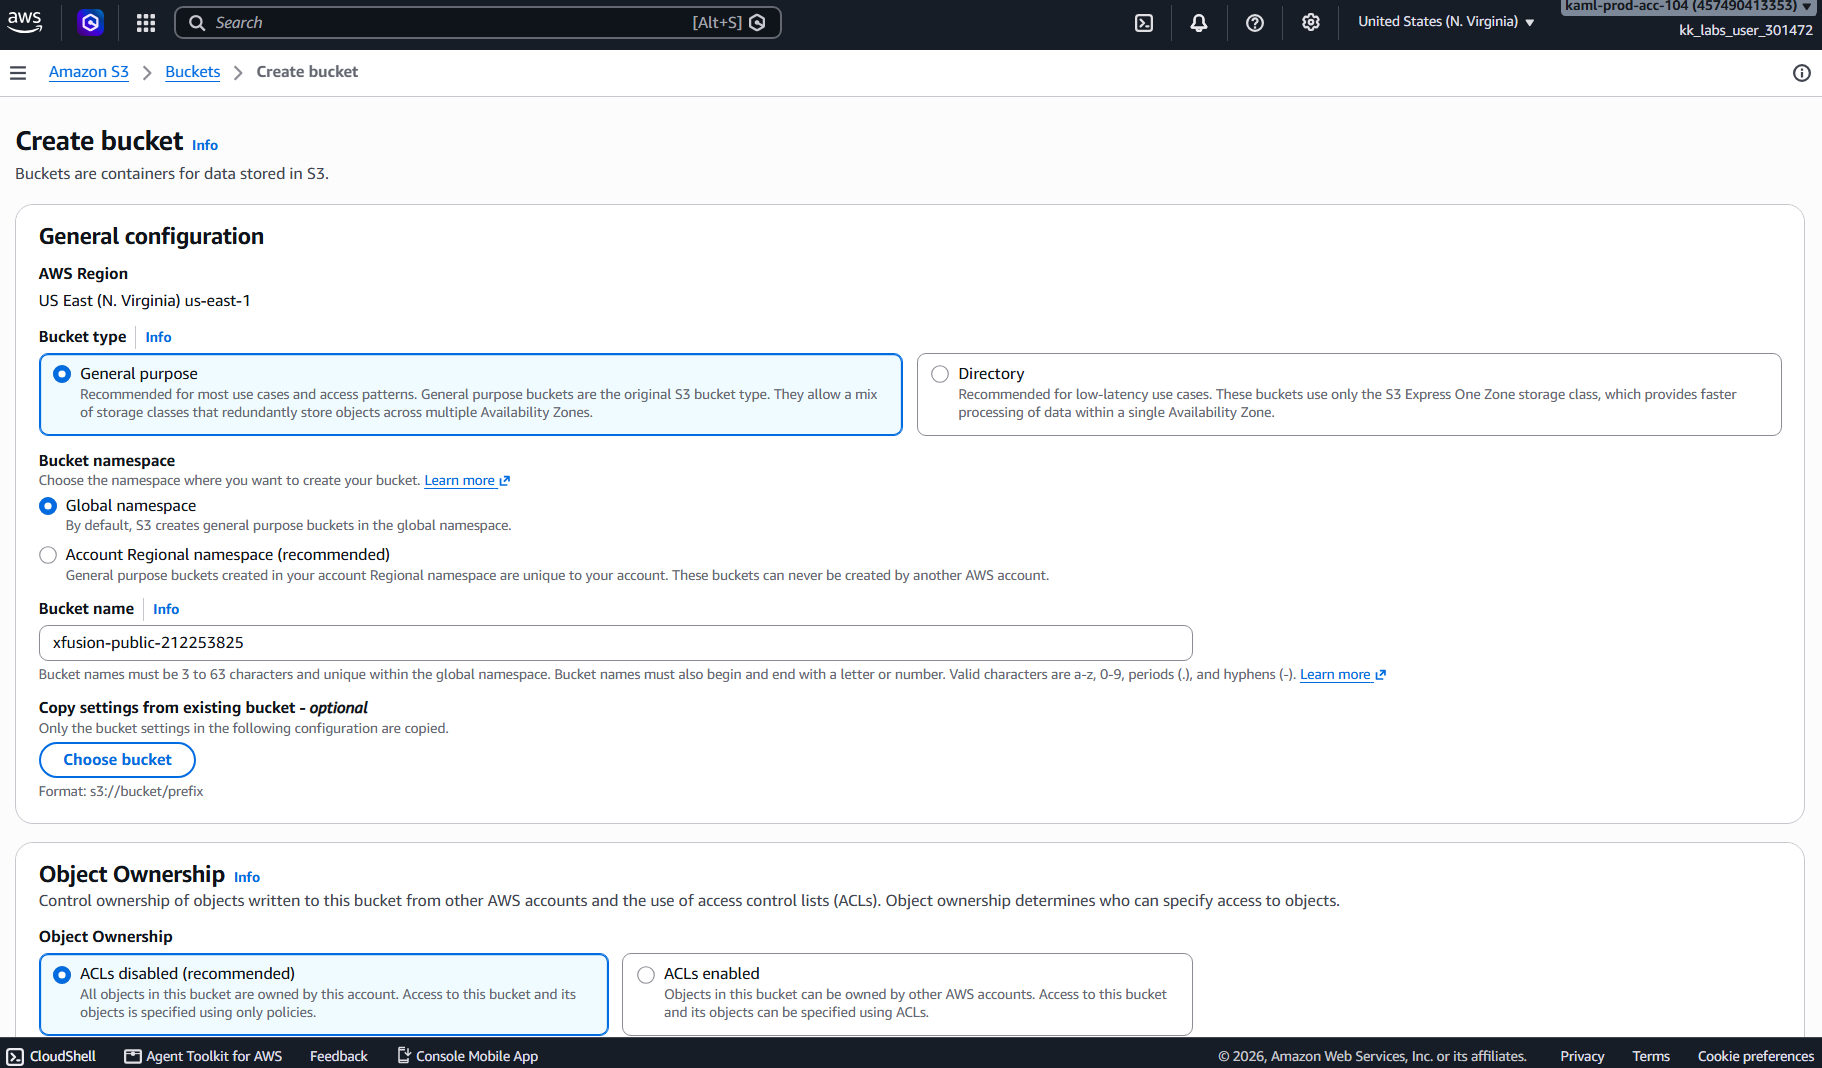 aws
Search [Alt+S]
United States (N. Virginia) ▼
kaml-prod-acc-104 (457490413353) ▼
kk_labs_user_301472
Amazon S3 > Buckets > Create bucket
Create bucket Info
Buckets are containers for data stored in S3.
General configuration
AWS Region
US East (N. Virginia) us-east-1
Bucket type Info
General purpose
Recommended for most use cases and access patterns. General purpose buckets are the original S3 bucket type. They allow a mix
of storage classes that redundantly store objects across multiple Availability Zones.
Directory
Recommended for low-latency use cases. These buckets use only the S3 Express One Zone storage class, which provides faster
processing of data within a single Availability Zone.
Bucket namespace
Choose the namespace where you want to create your bucket. Learn more
Global namespace
By default, S3 creates general purpose buckets in the global namespace.
Account Regional namespace (recommended)
General purpose buckets created in your account Regional namespace are unique to your account. These buckets can never be created by another AWS account.
Bucket name Info
xfusion-public-212253825
Bucket names must be 3 to 63 characters and unique within the global namespace. Bucket names must also begin and end with a letter or number. Valid characters are a-z, 0-9, periods (.), and hyphens (-). Learn more
Copy settings from existing bucket - optional
Only the bucket settings in the following configuration are copied.
Choose bucket
Format: s3://bucket/prefix
Object Ownership Info
Control ownership of objects written to this bucket from other AWS accounts and the use of access control lists (ACLs). Object ownership determines who can specify access to objects.
Object Ownership
ACLs disabled (recommended)
All objects in this bucket are owned by this account. Access to this bucket and its
objects is specified using only policies.
ACLs enabled
Objects in this bucket can be owned by other AWS accounts. Access to this bucket
and its objects can be specified using ACLs.
CloudShell Agent Toolkit for AWS Feedback Console Mobile App © 2026, Amazon Web Services, Inc. or its affiliates. Privacy Terms Cookie preferences